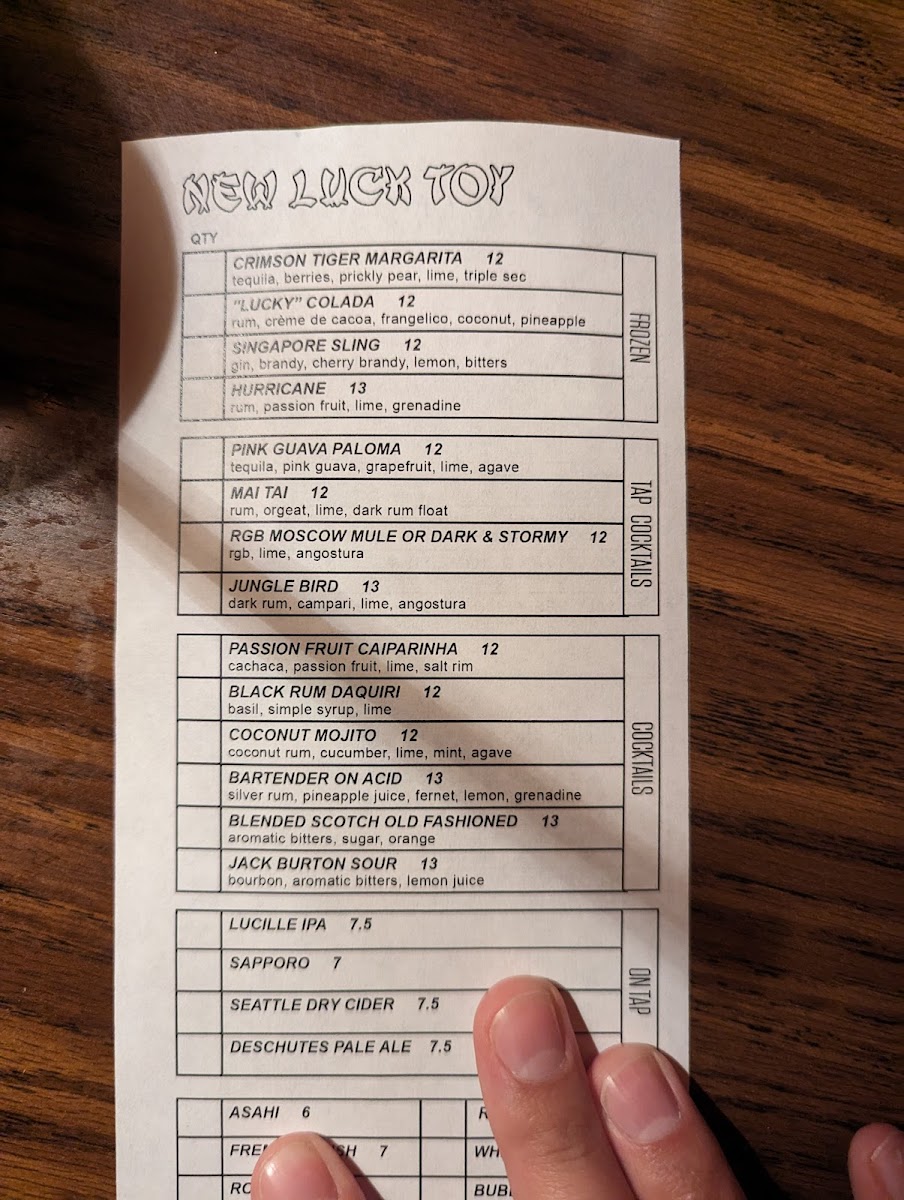 NEW LUCK TOY
QTY
CRIMSON TIGER MARGARITA 12
tequila, berries, prickly pear, lime, triple sec
"LUCKY" COLADA 12
rum, crème de cacoa, frangelico, coconut, pineapple
SINGAPORE SLING 12
gin, brandy, cherry brandy, lemon, bitters
HURRICANE 13
rum, passion fruit, lime, grenadine
FROZEN
PINK GUAVA PALOMA 12
tequila, pink guava, grapefruit, lime, agave
MAI TAI 12
rum, orgeat, lime, dark rum float
RGB MOSCOW MULE OR DARK & STORMY 12
rgb, lime, angostura
JUNGLE BIRD 13
dark rum, campari, lime, angostura
TAP COCKTAILS
PASSION FRUIT CAIPARINHA 12
cachaca, passion fruit, lime, salt rim
BLACK RUM DAQUIRI 12
basil, simple syrup, lime
COCONUT MOJITO 12
coconut rum, cucumber, lime, mint, agave
BARTENDER ON ACID 13
silver rum, pineapple juice, fernet, lemon, grenadine
BLENDED SCOTCH OLD FASHIONED 13
aromatic bitters, sugar, orange
JACK BURTON SOUR 13
bourbon, aromatic bitters, lemon juice
COCKTAILS
LUCILLE IPA 7.5
SAPPORO 7
SEATTLE DRY CIDER 7.5
DESCHUTES PALE ALE 7.5
ON TAP
ASAHI 6
7